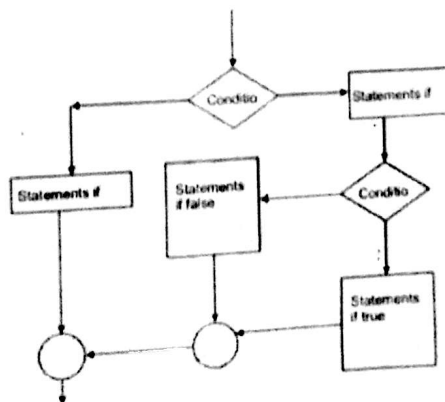 Conditio
Statements if
Statements if
Statements
if false
Conditio
Statements
if true